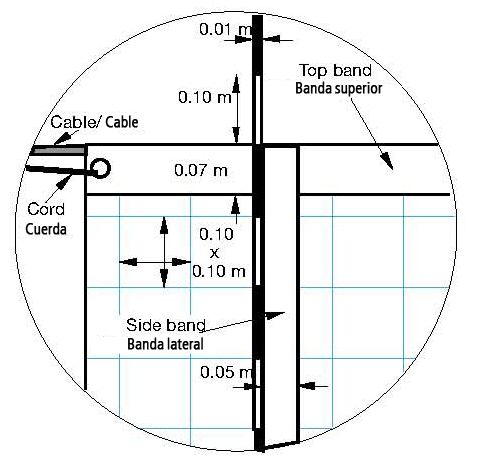 0.01 m
Top band
Banda superior
0.10 m
Cable/ Cable
0.07 m
Cord
Cuerda
0.10
x
0.10 m
Side band
Banda lateral
0.05 m